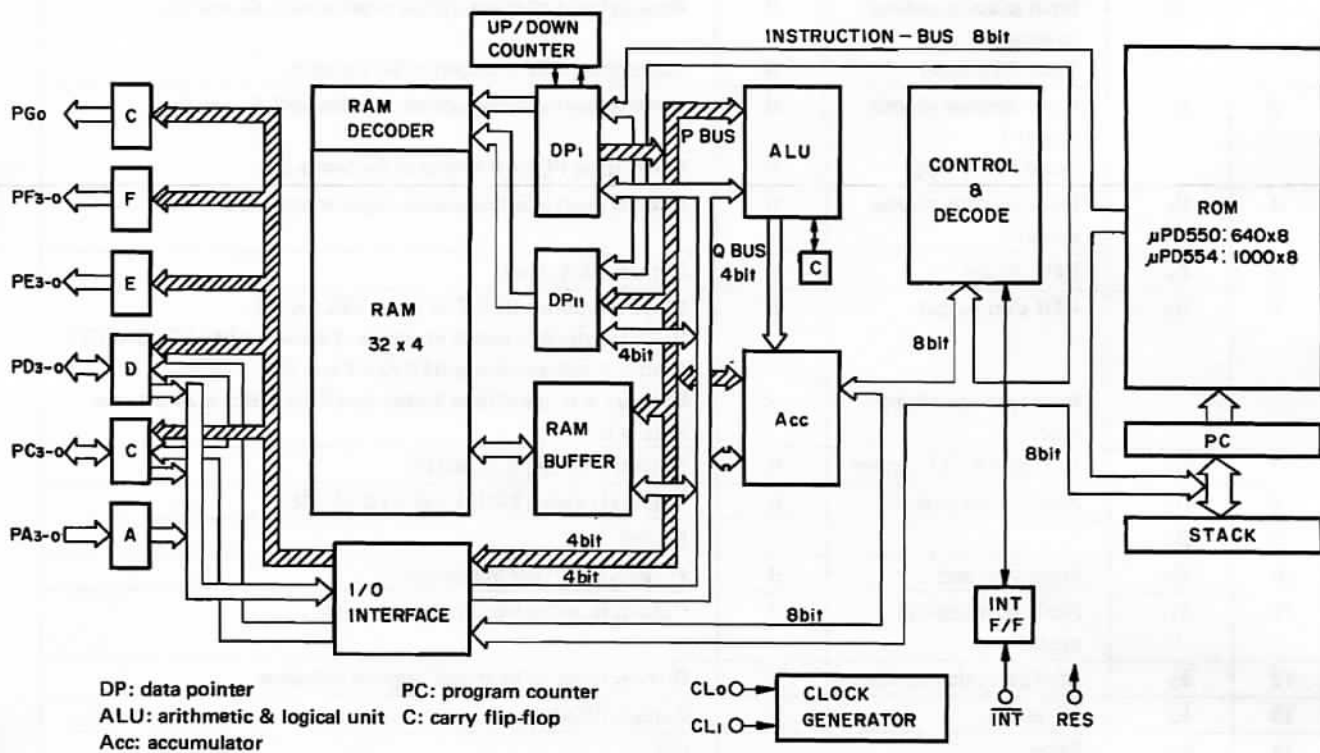 UP/DOWN
COUNTER
INSTRUCTION-BUS 8bit
PG0
C
RAM
DECODER
DPI
P BUS
ALU
CONTROL
&
DECODE
ROM
μPD550: 640x8
μPD554: 1000x8
PF3-0
F
Q BUS
4bit
C
PE3-0
E
DPII
RAM
32 x 4
4bit
8bit
PD3-0
D
Acc
PC3-0
C
RAM
BUFFER
8bit
PC
PA3-0
A
STACK
4bit
4bit
I/O
INTERFACE
8bit
INT
F/F
DP: data pointer
PC: program counter
ALU: arithmetic & logical unit
C: carry flip-flop
Acc: accumulator
CL0
CL1
CLOCK
GENERATOR
INT
RES